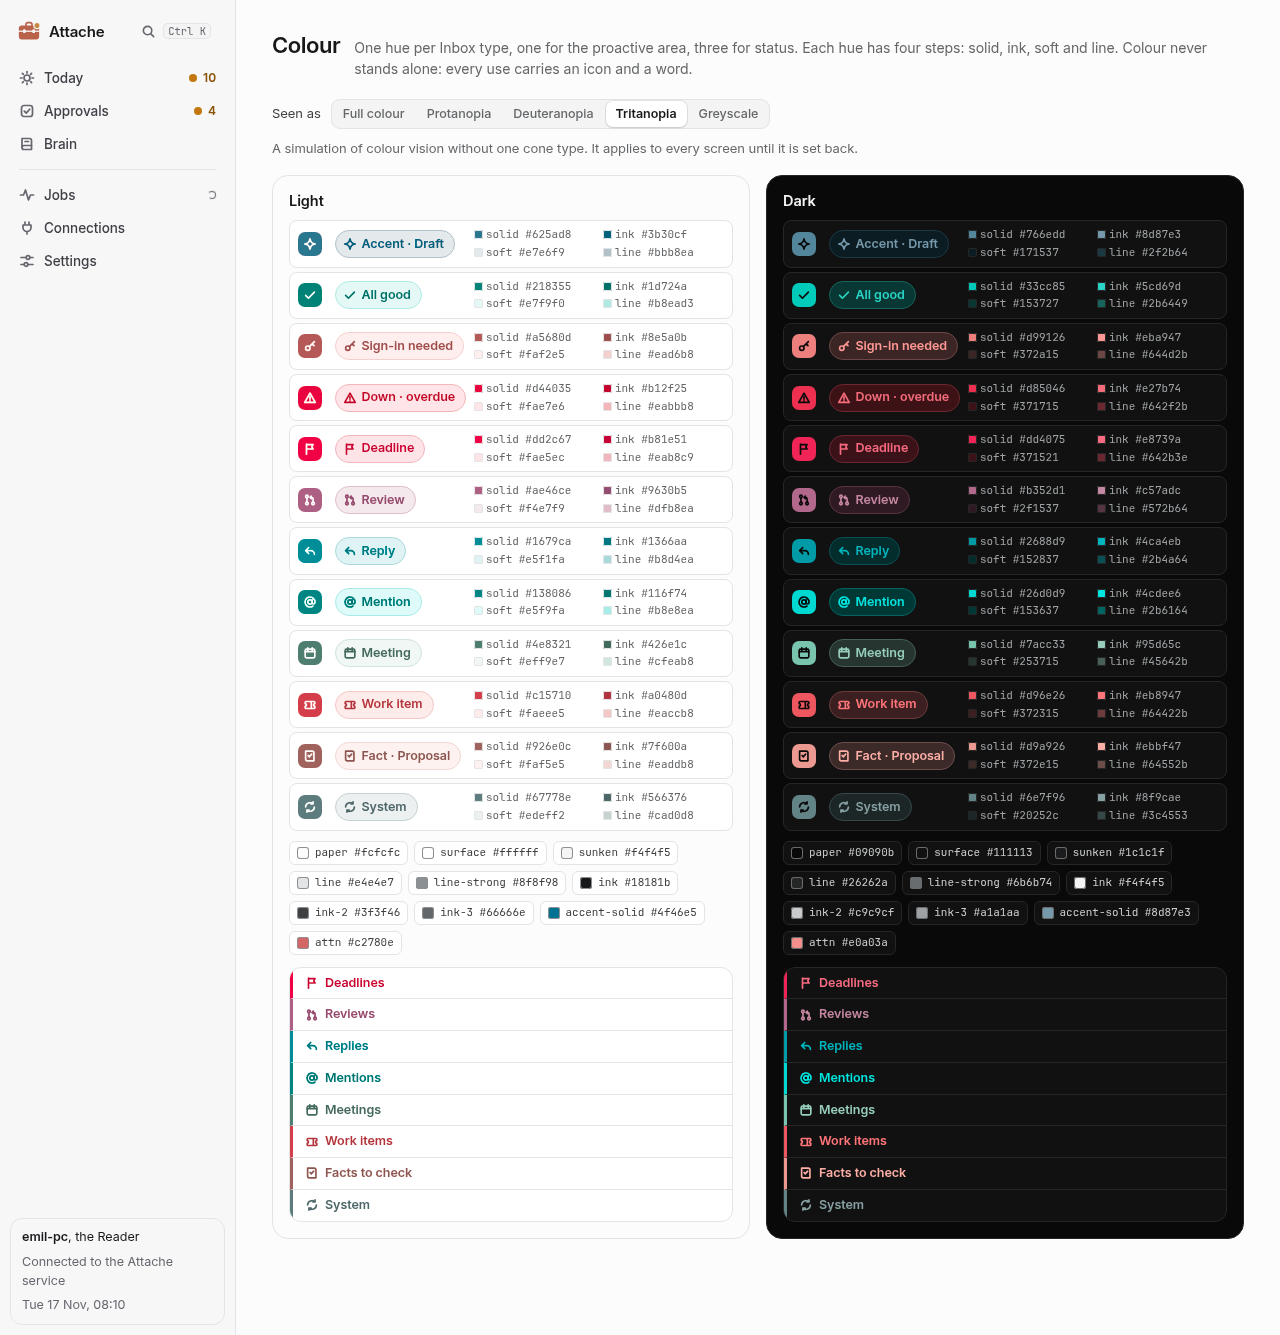 Attache
Ctrl K
Today
10
Approvals
4
Brain
Jobs
Connections
Settings
emil-pc, the Reader
Connected to the Attache
service
Tue 17 Nov, 08:10
Colour
One hue per Inbox type, one for the proactive area, three for status. Each hue has four steps: solid, ink, soft and line. Colour never
stands alone: every use carries an icon and a word.
Seen as
Full colour
Protanopia
Deuteranopia
Tritanopia
Greyscale
A simulation of colour vision without one cone type. It applies to every screen until it is set back.
Light
Accent · Draft
solid #625ad8
ink #3b30cf
soft #e7e6f9
line #bbb8ea
All good
solid #218355
ink #1d724a
soft #e7f9f0
line #b8ead3
Sign-in needed
solid #a5680d
ink #8e5a0b
soft #faf2e5
line #ead6b8
Down · overdue
solid #d44035
ink #b12f25
soft #fae7e6
line #eabbb8
Deadline
solid #dd2c67
ink #b81e51
soft #fae5ec
line #eab8c9
Review
solid #ae46ce
ink #9630b5
soft #f4e7f9
line #dfb8ea
Reply
solid #1679ca
ink #1366aa
soft #e5f1fa
line #b8d4ea
Mention
solid #138086
ink #116f74
soft #e5f9fa
line #b8e8ea
Meeting
solid #4e8321
ink #426e1c
soft #eff9e7
line #cfeab8
Work item
solid #c15710
ink #a0480d
soft #faeee5
line #eaccb8
Fact · Proposal
solid #926e0c
ink #7f600a
soft #faf5e5
line #eaddb8
System
solid #67778e
ink #566376
soft #edeff2
line #cad0d8
paper #fcfcfc
surface #ffffff
sunken #f4f4f5
line #e4e4e7
line-strong #8f8f98
ink #18181b
ink-2 #3f3f46
ink-3 #66666e
accent-solid #4f46e5
attn #c2780e
Deadlines
Reviews
Replies
Mentions
Meetings
Work items
Facts to check
System
Dark
Accent · Draft
solid #766edd
ink #8d87e3
soft #171537
line #2f2b64
All good
solid #33cc85
ink #5cd69d
soft #153727
line #2b6449
Sign-in needed
solid #d99126
ink #eba947
soft #372a15
line #644d2b
Down · overdue
solid #d85046
ink #e27b74
soft #371715
line #642f2b
Deadline
solid #dd4075
ink #e8739a
soft #371521
line #642b3e
Review
solid #b352d1
ink #c57adc
soft #2f1537
line #572b64
Reply
solid #2688d9
ink #4ca4eb
soft #152837
line #2b4a64
Mention
solid #26d0d9
ink #4cdee6
soft #153637
line #2b6164
Meeting
solid #7acc33
ink #95d65c
soft #253715
line #45642b
Work item
solid #d96e26
ink #eb8947
soft #372315
line #64422b
Fact · Proposal
solid #d9a926
ink #ebbf47
soft #372e15
line #64552b
System
solid #6e7f96
ink #8f9cae
soft #20252c
line #3c4553
paper #09090b
surface #111113
sunken #1c1c1f
line #26262a
line-strong #6b6b74
ink #f4f4f5
ink-2 #c9c9cf
ink-3 #a1a1aa
accent-solid #8d87e3
attn #e0a03a
Deadlines
Reviews
Replies
Mentions
Meetings
Work items
Facts to check
System